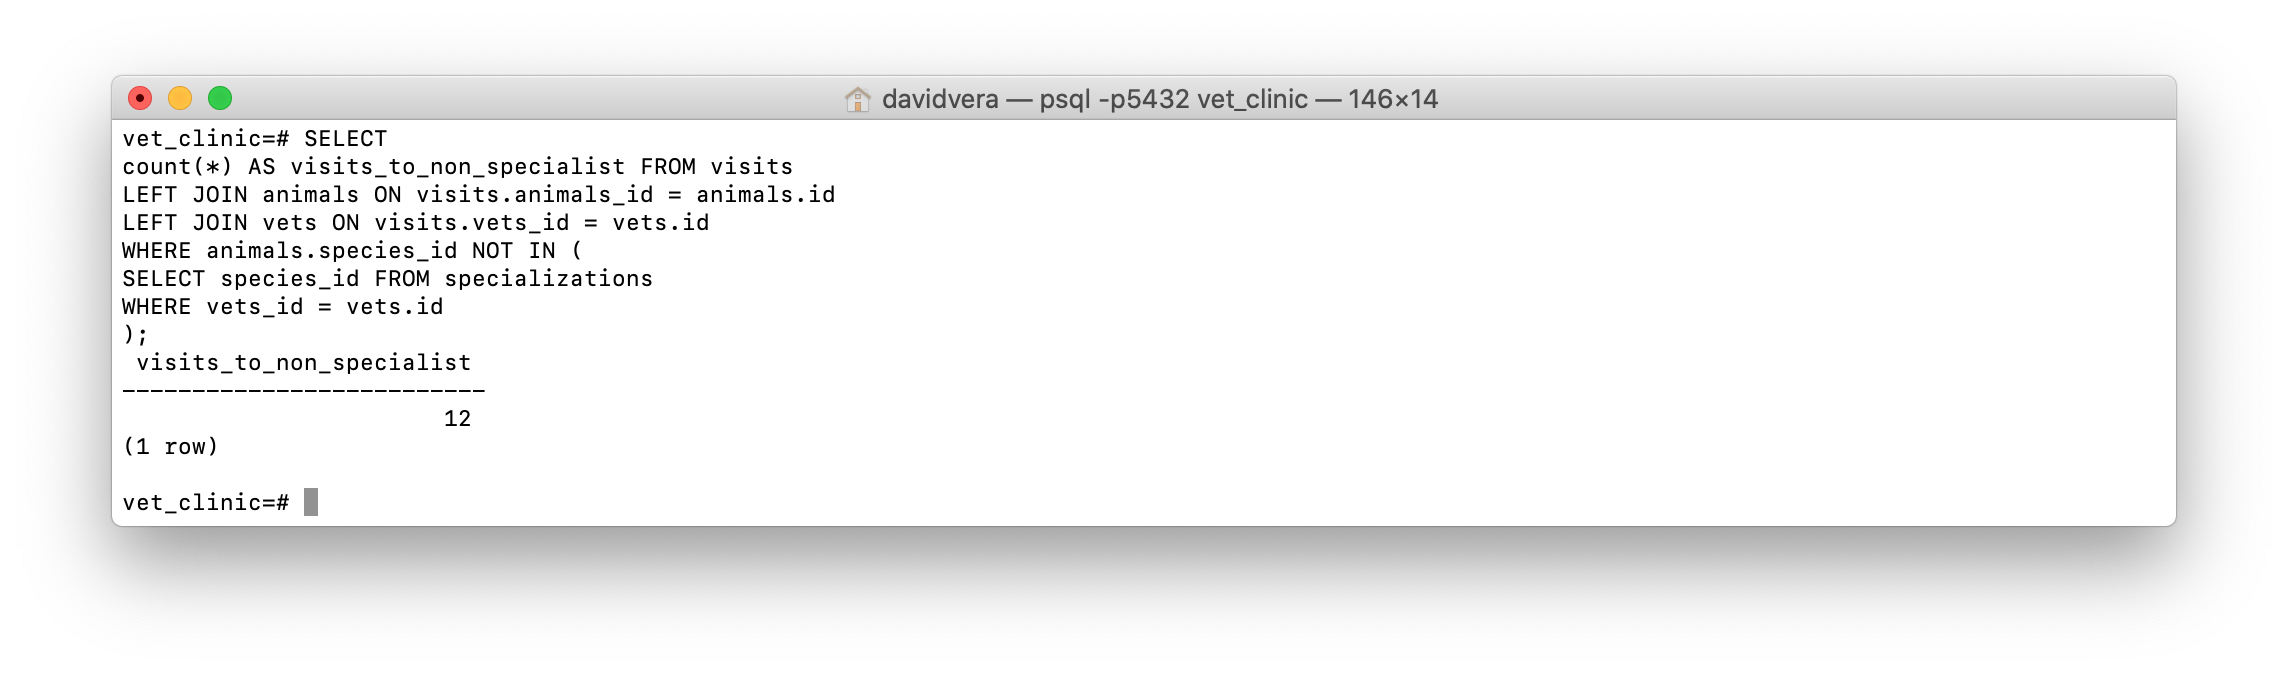 davidvera — psql -p5432 vet_clinic — 146×14
vet_clinic=# SELECT
count(*) AS visits_to_non_specialist FROM visits
LEFT JOIN animals ON visits.animals_id = animals.id
LEFT JOIN vets ON visits.vets_id = vets.id
WHERE animals.species_id NOT IN (
SELECT species_id FROM specializations
WHERE vets_id = vets.id
);
 visits_to_non_specialist
--------------------------
                       12
(1 row)

vet_clinic=#